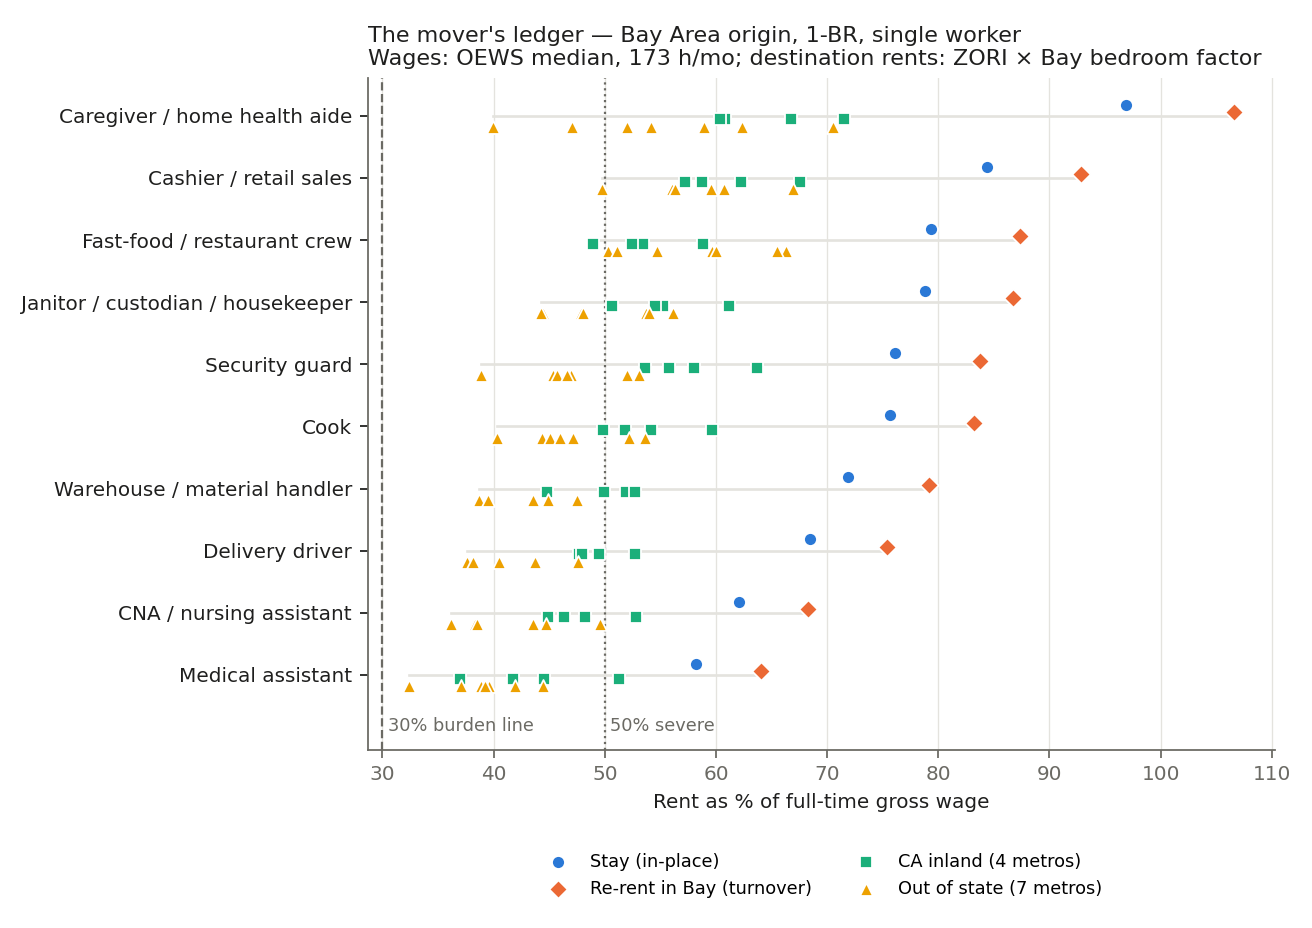 The mover's ledger — Bay Area origin, 1-BR, single worker
Wages: OEWS median, 173 h/mo; destination rents: ZORI × Bay bedroom factor
Caregiver / home health aide
Cashier / retail sales
Fast-food / restaurant crew
Janitor / custodian / housekeeper
Security guard
Cook
Warehouse / material handler
Delivery driver
CNA / nursing assistant
Medical assistant
30% burden line
50% severe
30 40 50 60 70 80 90 100 110
Rent as % of full-time gross wage
Stay (in-place)
Re-rent in Bay (turnover)
CA inland (4 metros)
Out of state (7 metros)